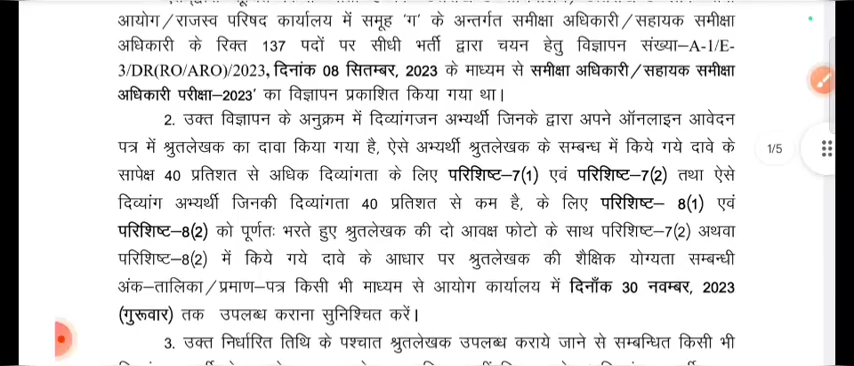 आयोग/राजस्व परिषद कार्यालय में समूह 'ग' के अन्तर्गत समीक्षा अधिकारी/सहायक समीक्षा
अधिकारी के रिक्त 137 पदों पर सीधी भर्ती द्वारा चयन हेतु विज्ञापन संख्या–A-1/E-
3/DR(RO/ARO)/2023, दिनांक 08 सितम्बर, 2023 के माध्यम से समीक्षा अधिकारी/सहायक समीक्षा
अधिकारी परीक्षा–2023' का विज्ञापन प्रकाशित किया गया था।
2. उक्त विज्ञापन के अनुक्रम में दिव्यांगजन अभ्यर्थी जिनके द्वारा अपने ऑनलाइन आवेदन
पत्र में श्रुतलेखक का दावा किया गया है, ऐसे अभ्यर्थी श्रुतलेखक के सम्बन्ध में किये गये दावे के
सापेक्ष 40 प्रतिशत से अधिक दिव्यांगता के लिए परिशिष्ट–7(1) एवं परिशिष्ट–7(2) तथा ऐसे
दिव्यांग अभ्यर्थी जिनकी दिव्यांगता 40 प्रतिशत से कम है, के लिए परिशिष्ट– 8(1) एवं
परिशिष्ट–8(2) को पूर्णतः भरते हुए श्रुतलेखक की दो आवक्ष फोटो के साथ परिशिष्ट–7(2) अथवा
परिशिष्ट–8(2) में किये गये दावे के आधार पर श्रुतलेखक की शैक्षिक योग्यता सम्बन्धी
अंक–तालिका/प्रमाण–पत्र किसी भी माध्यम से आयोग कार्यालय में दिनाँक 30 नवम्बर, 2023
(गुरूवार) तक उपलब्ध कराना सुनिश्चित करें।
3. उक्त निर्धारित तिथि के पश्चात श्रुतलेखक उपलब्ध कराये जाने से सम्बन्धित किसी भी
1/5